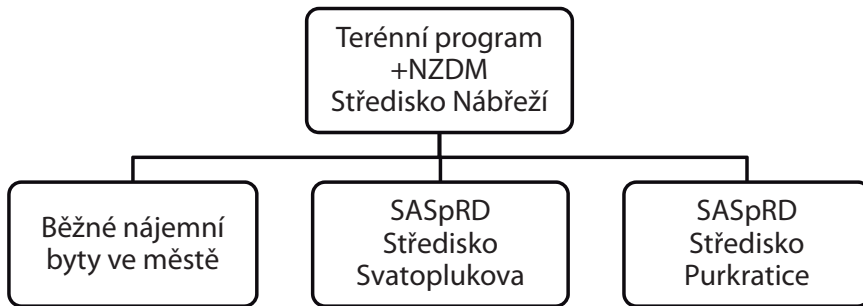 Terénní program
+NZDM
Středisko Nábřeží
Běžné nájemní
byty ve městě
SASpRD
Středisko
Svatoplukova
SASpRD
Středisko
Purkratice